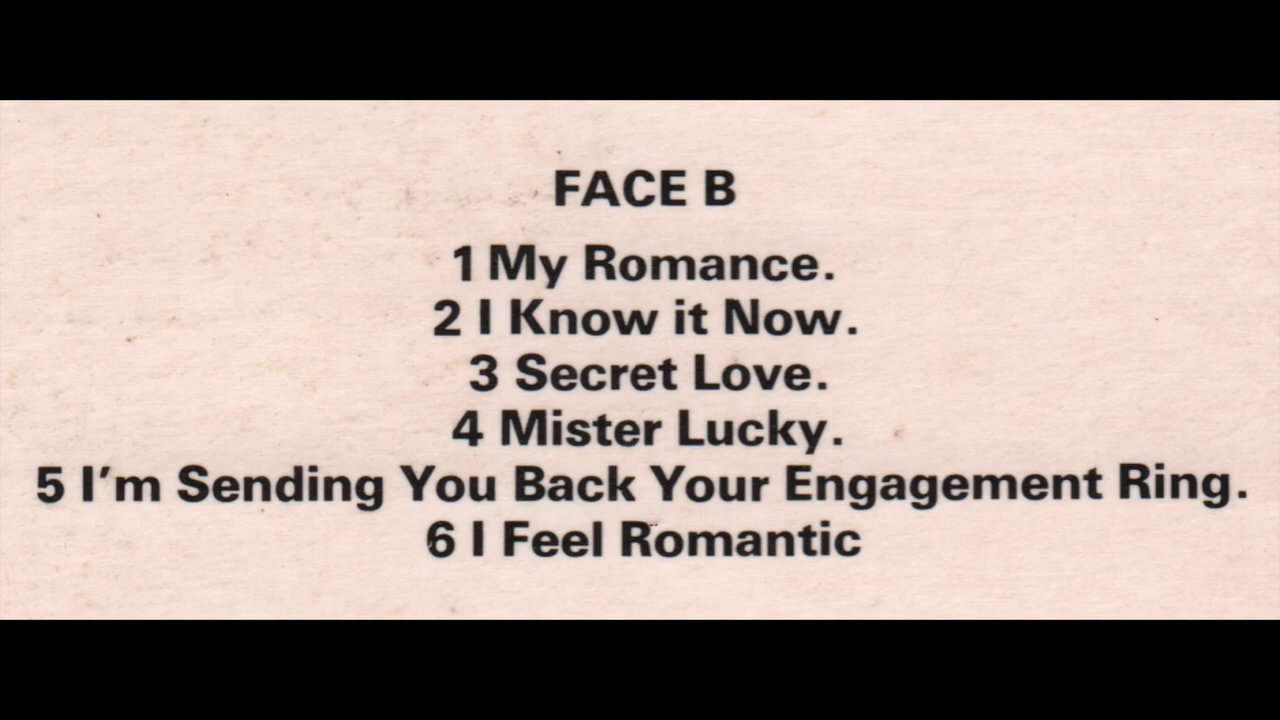 FACE B
1 My Romance.
2 I Know it Now.
3 Secret Love.
4 Mister Lucky.
5 I’m Sending You Back Your Engagement Ring.
6 I Feel Romantic